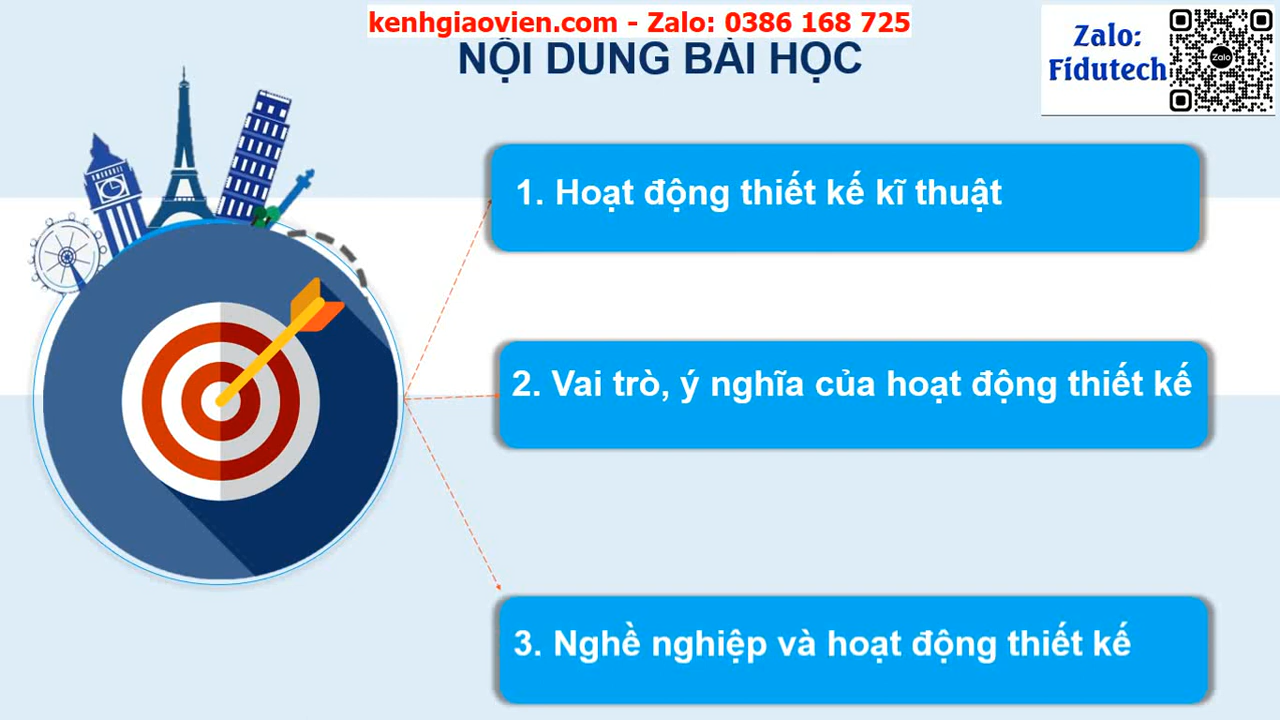 kenhgiaovien.com - Zalo: 0386 168 725
NỘI DUNG BÀI HỌC
Zalo:
Fidutech
Zalo
1. Hoạt động thiết kế kĩ thuật
2. Vai trò, ý nghĩa của hoạt động thiết kế
3. Nghề nghiệp và hoạt động thiết kế